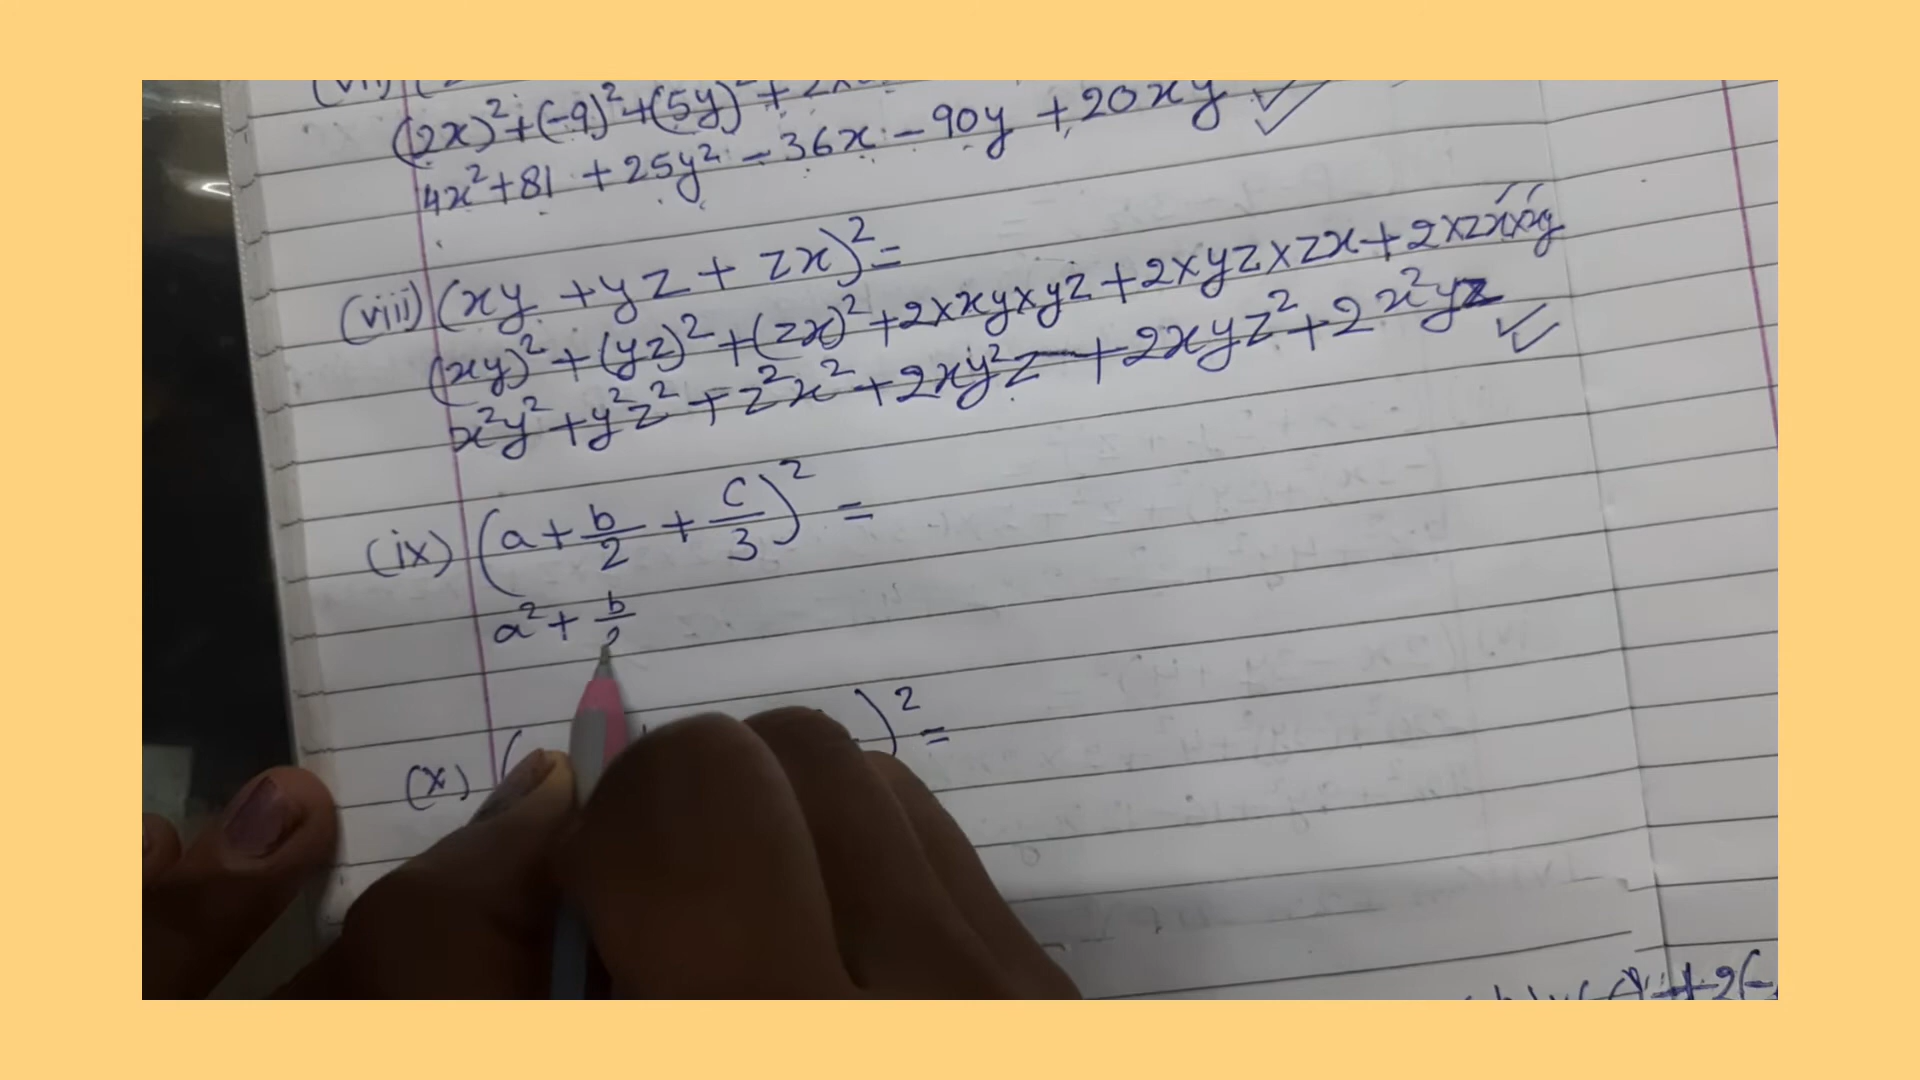 (2x)²+(-9)²+(5y)²+
4x²+81+25y²-36x-90y+20xy
(viii)(xy+yz+zx)²=
(xy)²+(yz)²+(zx)²+2×xy×yz+2×yz×zx+2×zx×xy
x²y²+y²z²+z²x²+2xy²z+2xyz²+2x²yz
(ix)(a+b/2+c/3)²=
a²+b/2
(x)( )²=